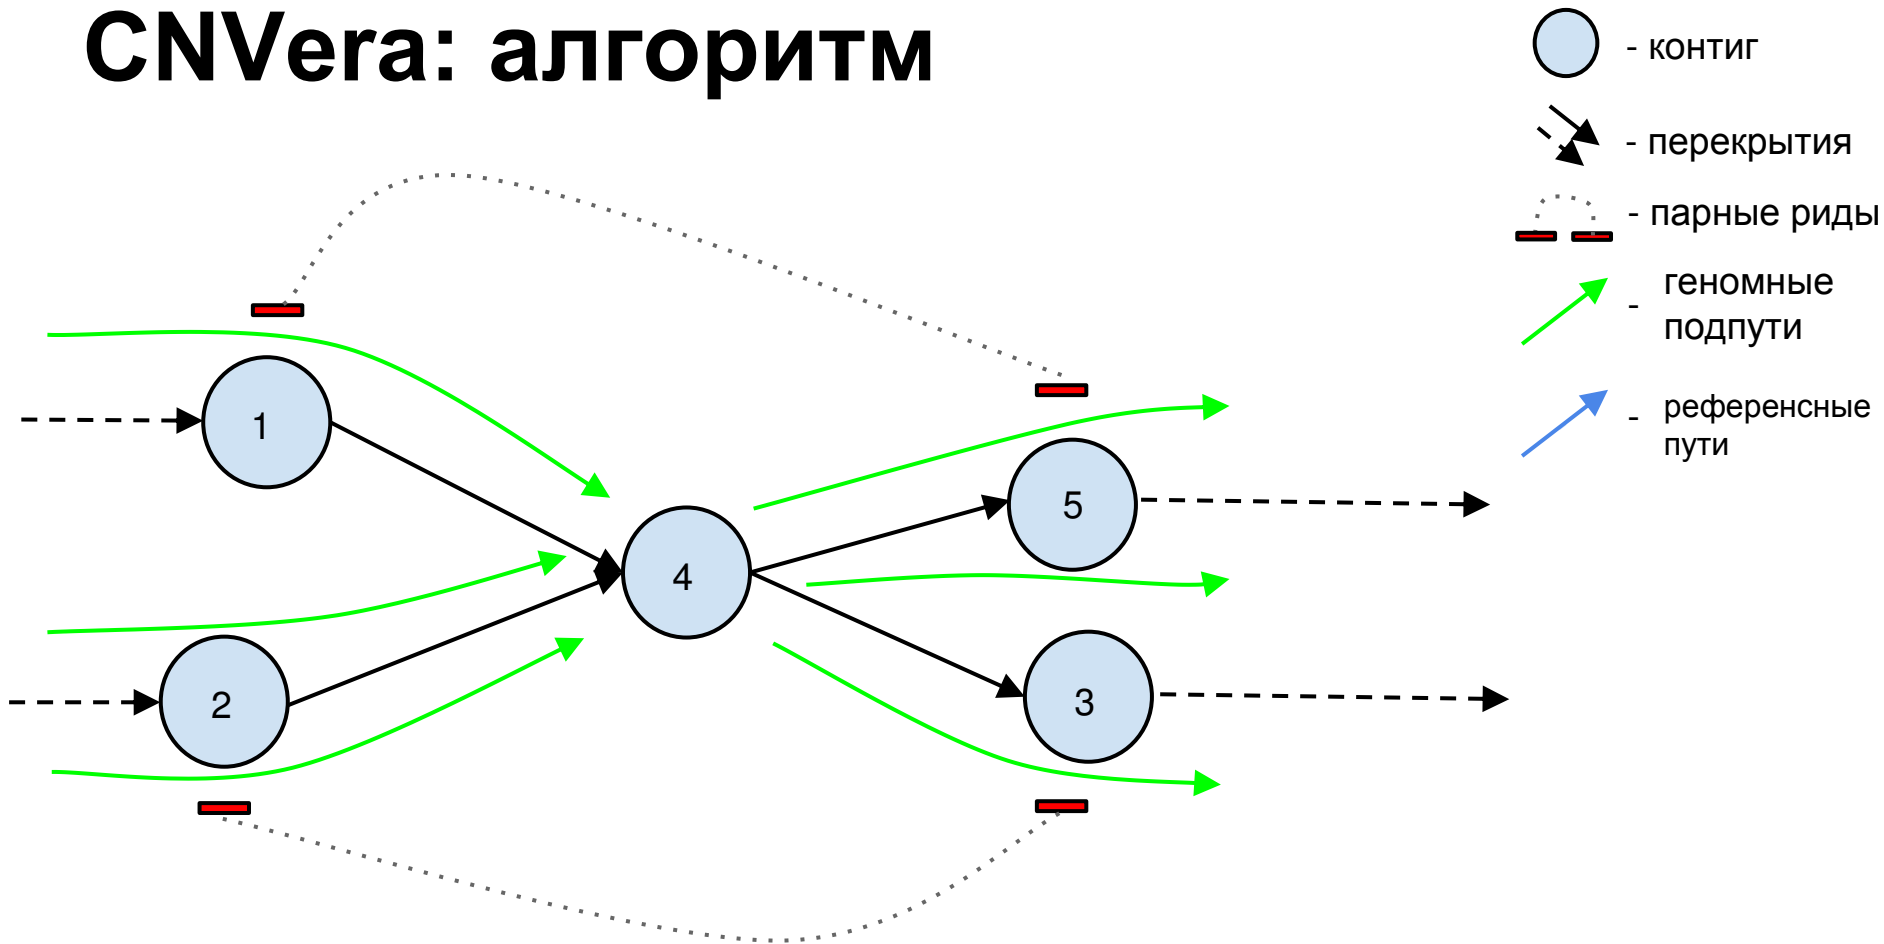 CNVera: алгоритм
- контиг
- перекрытия
- парные риды
- геномные
подпути
- референсные
пути
1
5
4
2
3